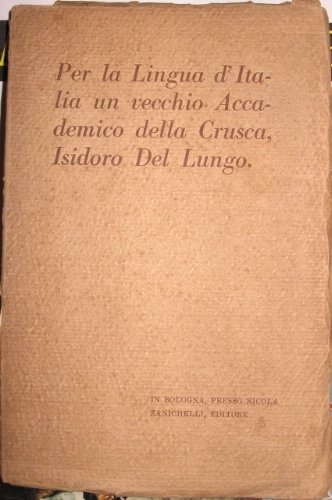 Per la Lingua d'Ita-
lia un vecchio Acca-
demico della Crusca,
Isidoro Del Lungo.
IN BOLOGNA, PRESSO NICOLA
ZANICHELLI, EDITORE